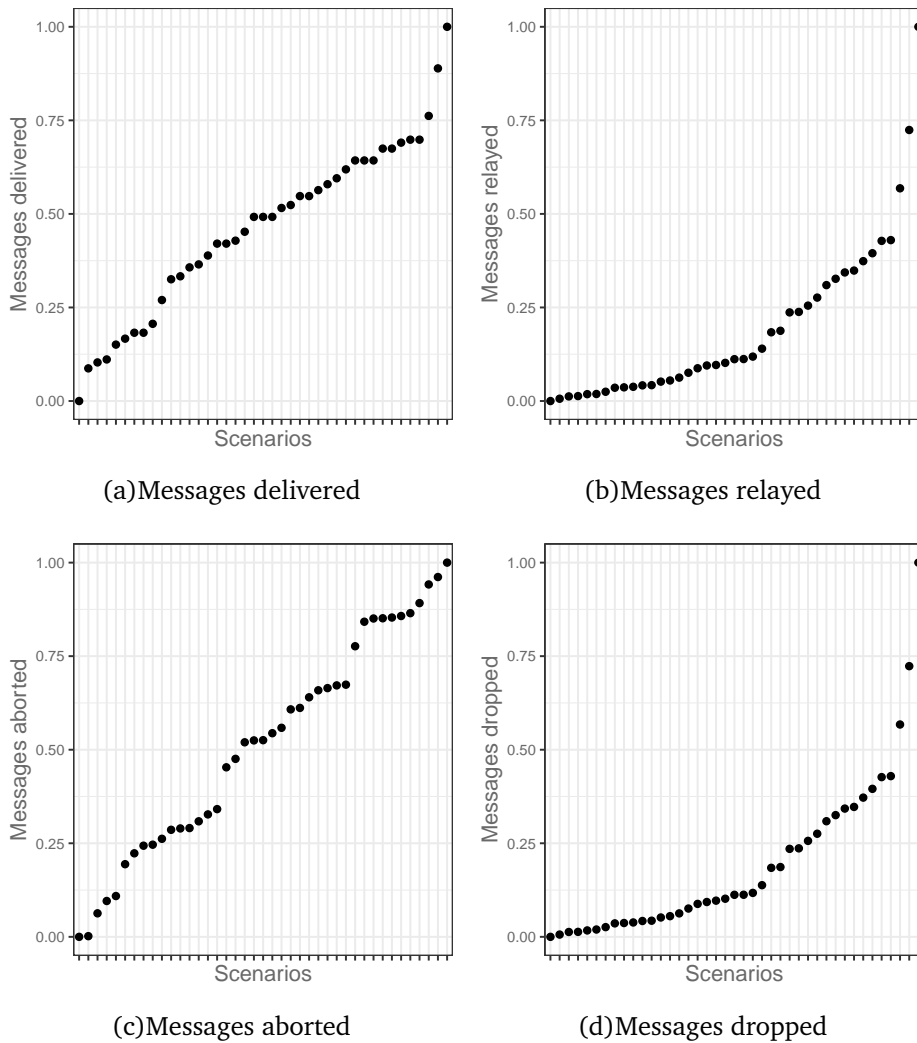 1.00
0.75
0.50
0.25
0.00
Messages delivered
Scenarios
(a)Messages delivered
1.00
0.75
0.50
0.25
0.00
Messages relayed
Scenarios
(b)Messages relayed
1.00
0.75
0.50
0.25
0.00
Messages aborted
Scenarios
(c)Messages aborted
1.00
0.75
0.50
0.25
0.00
Messages dropped
Scenarios
(d)Messages dropped